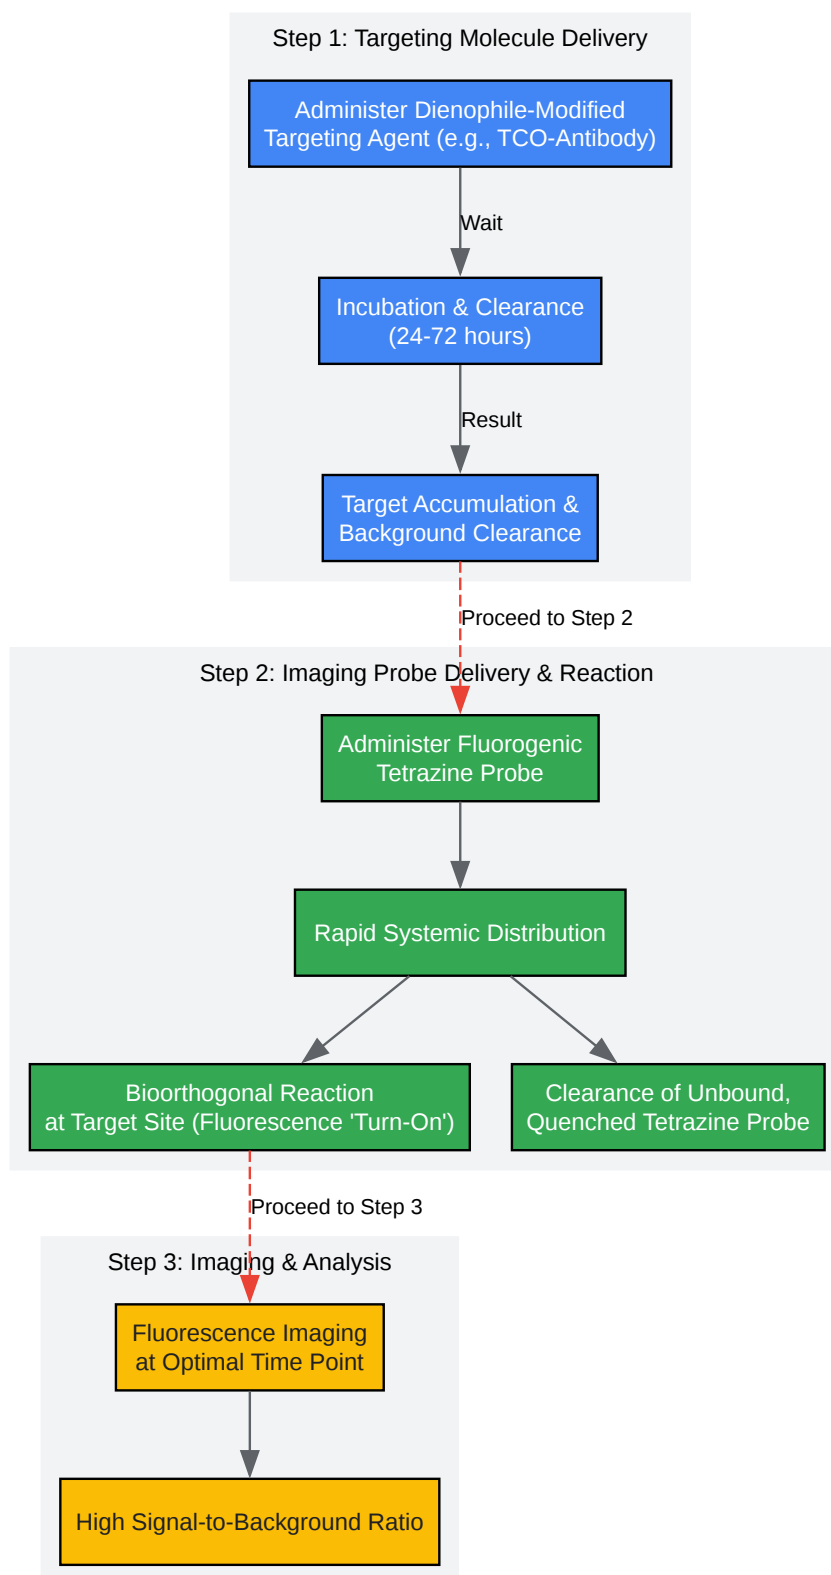 Step 1: Targeting Molecule Delivery
Administer Dienophile-Modified
Targeting Agent (e.g., TCO-Antibody)
Wait
Incubation & Clearance
(24-72 hours)
Result
Target Accumulation &
Background Clearance
Proceed to Step 2
Step 2: Imaging Probe Delivery & Reaction
Administer Fluorogenic
Tetrazine Probe
Rapid Systemic Distribution
Bioorthogonal Reaction
at Target Site (Fluorescence 'Turn-On')
Clearance of Unbound,
Quenched Tetrazine Probe
Proceed to Step 3
Step 3: Imaging & Analysis
Fluorescence Imaging
at Optimal Time Point
High Signal-to-Background Ratio